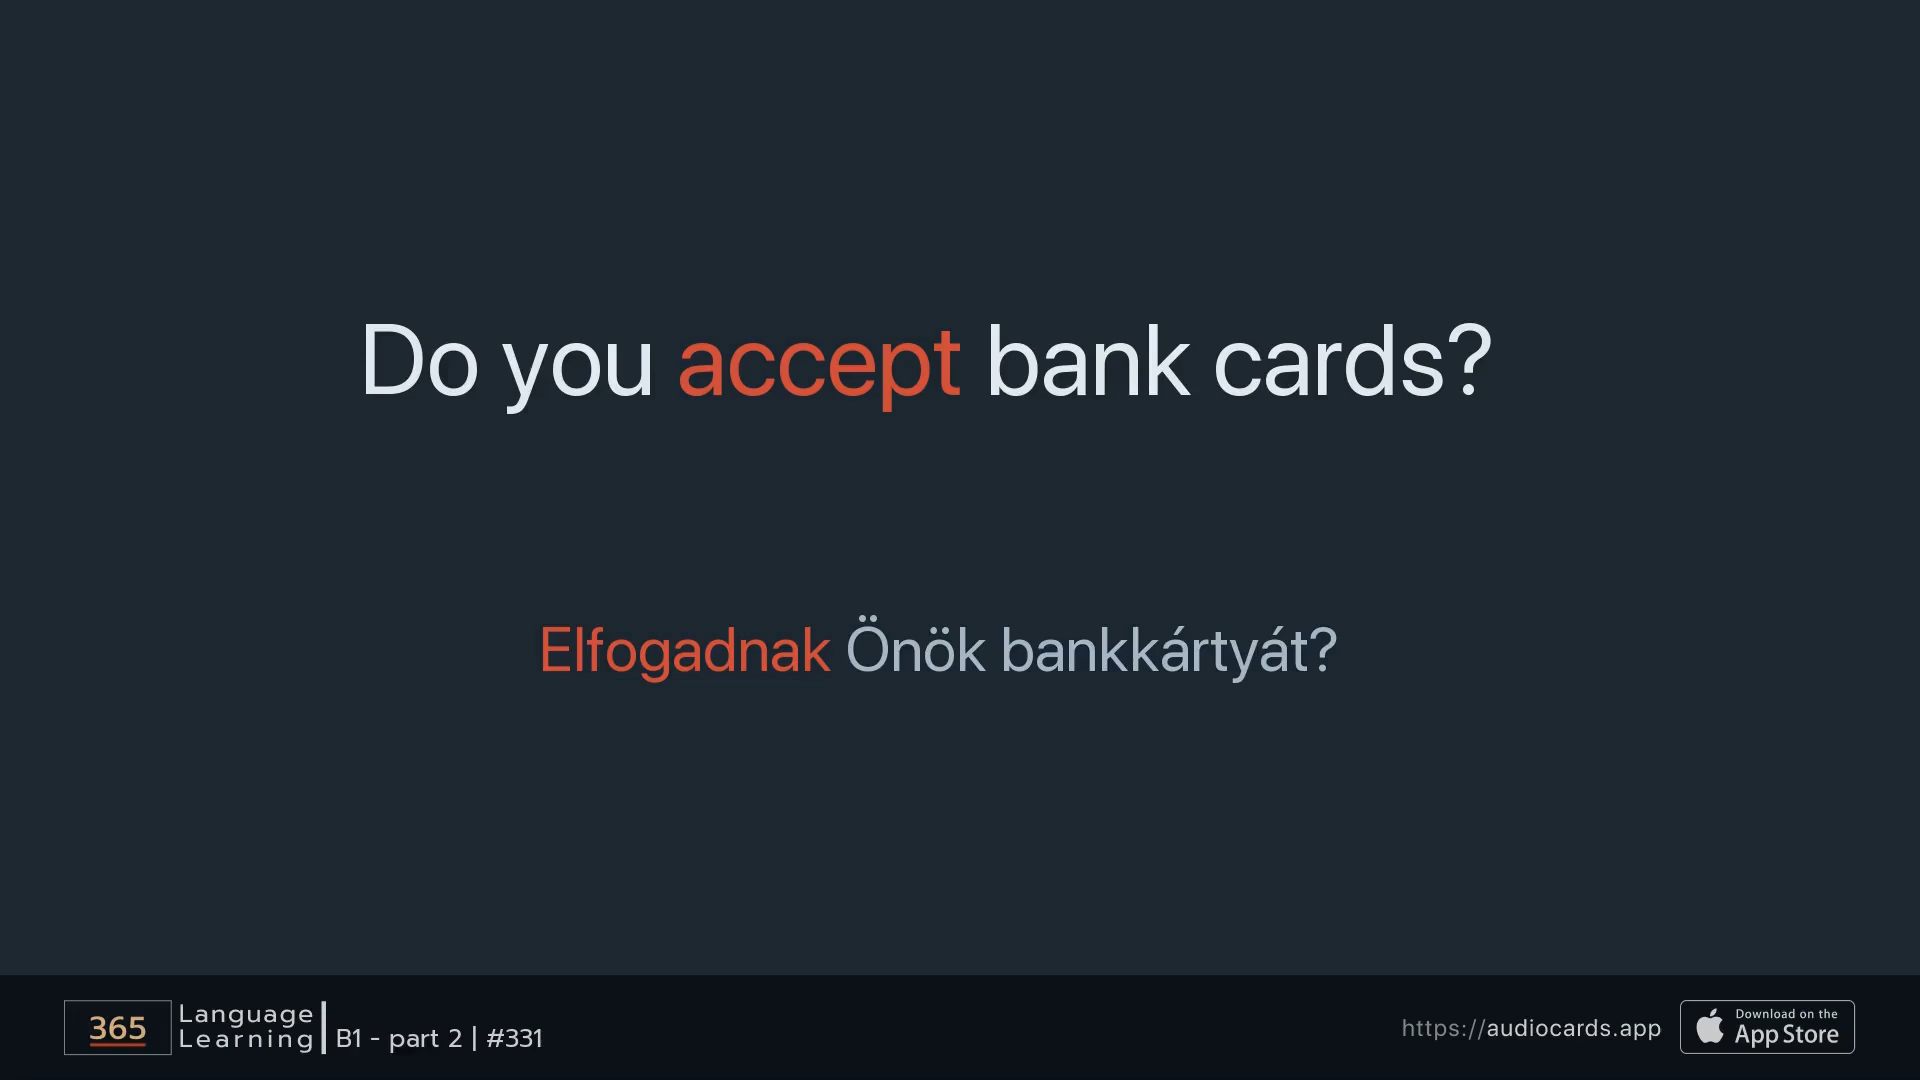 Do you accept bank cards?
Elfogadnak Önök bankkártyát?
365 Language Learning
B1 - part 2 | #331
https://audiocards.app
Download on the
App Store